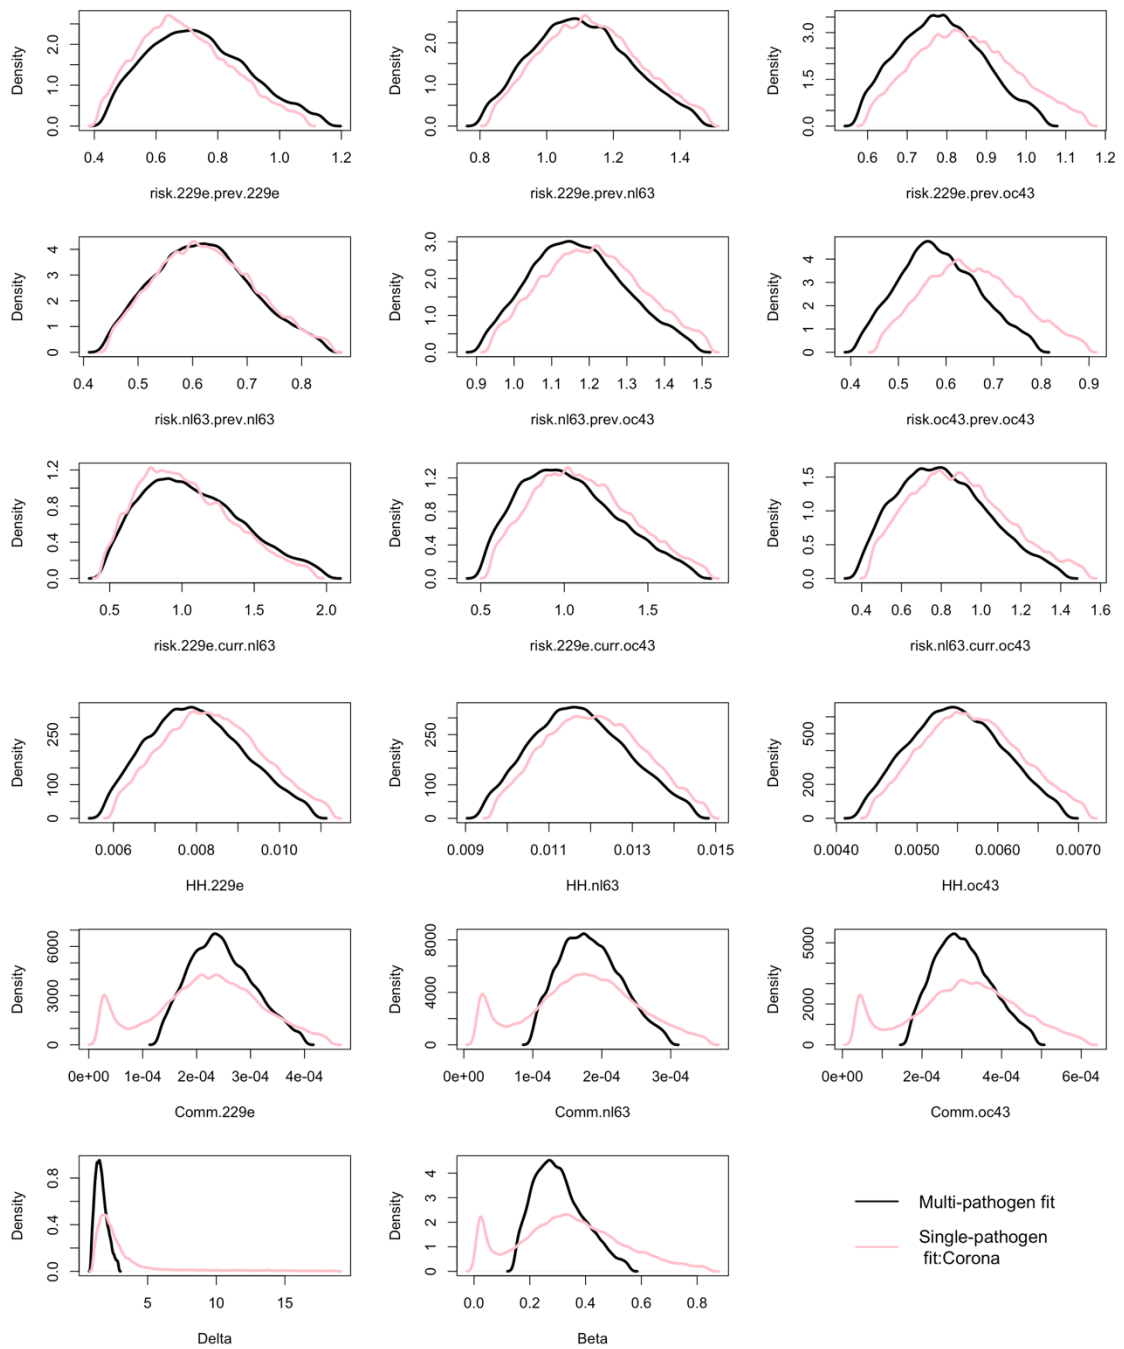 Density
0.0 1.0 2.0
0.4 0.6 0.8 1.0 1.2
risk.229e.prev.229e
Density
0.0 1.0 2.0
0.8 1.0 1.2 1.4
risk.229e.prev.nl63
Density
0.0 1.5 3.0
0.6 0.7 0.8 0.9 1.0 1.1 1.2
risk.229e.prev.oc43
Density
0 1 2 3 4
0.4 0.5 0.6 0.7 0.8
risk.nl63.prev.nl63
Density
0.0 1.0 2.0 3.0
0.9 1.0 1.1 1.2 1.3 1.4 1.5
risk.nl63.prev.oc43
Density
0 1 2 3 4
0.4 0.5 0.6 0.7 0.8 0.9
risk.oc43.prev.oc43
Density
0.0 0.4 0.8 1.2
0.5 1.0 1.5 2.0
risk.229e.curr.nl63
Density
0.0 0.4 0.8 1.2
0.5 1.0 1.5
risk.229e.curr.oc43
Density
0.0 0.5 1.0 1.5
0.4 0.6 0.8 1.0 1.2 1.4 1.6
risk.nl63.curr.oc43
Density
0 100 250
0.006 0.008 0.010
HH.229e
Density
0 100 250
0.009 0.011 0.013 0.015
HH.nl63
Density
0 200 500
0.0040 0.0050 0.0060 0.0070
HH.oc43
Density
0 3000 6000
0e+00 1e-04 2e-04 3e-04 4e-04
Comm.229e
Density
0 4000 8000
0e+00 1e-04 2e-04 3e-04
Comm.nl63
Density
0 2000 5000
0e+00 2e-04 4e-04 6e-04
Comm.oc43
Density
0.0 0.4 0.8
5 10 15
Delta
Density
0 1 2 3 4
0.0 0.2 0.4 0.6 0.8
Beta
Multi-pathogen fit
Single-pathogen
fit:Corona